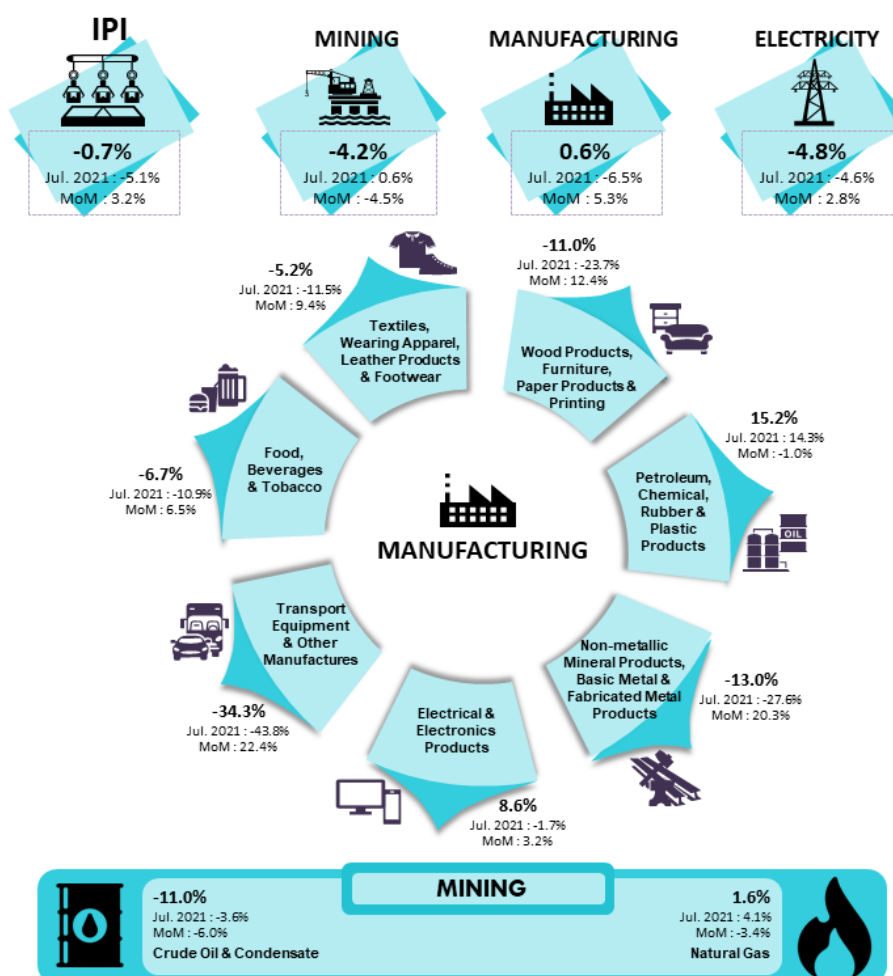 IPI
-0.7%
Jul. 2021 : -5.1%
MoM : 3.2%
MINING
-4.2%
Jul. 2021 : 0.6%
MoM : -4.5%
MANUFACTURING
0.6%
Jul. 2021 : -6.5%
MoM : 5.3%
ELECTRICITY
-4.8%
Jul. 2021 : -4.6%
MoM : 2.8%
-5.2%
Jul. 2021 : -11.5%
MoM : 9.4%
Textiles,
Wearing Apparel,
Leather Products
& Footwear
-11.0%
Jul. 2021 : -23.7%
MoM : 12.4%
Wood Products,
Furniture,
Paper Products &
Printing
-6.7%
Jul. 2021 : -10.9%
MoM : 6.5%
Food,
Beverages
& Tobacco
15.2%
Jul. 2021 : 14.3%
MoM : -1.0%
Petroleum,
Chemical,
Rubber &
Plastic
Products
OIL
MANUFACTURING
-34.3%
Jul. 2021 : -43.8%
MoM : 22.4%
Transport
Equipment
& Other
Manufactures
Non-metallic
Mineral Products,
Basic Metal &
Fabricated Metal
Products
-13.0%
Jul. 2021 : -27.6%
MoM : 20.3%
Electrical &
Electronics
Products
8.6%
Jul. 2021 : -1.7%
MoM : 3.2%
MINING
-11.0%
Jul. 2021 : -3.6%
MoM : -6.0%
Crude Oil & Condensate
1.6%
Jul. 2021 : 4.1%
MoM : -3.4%
Natural Gas